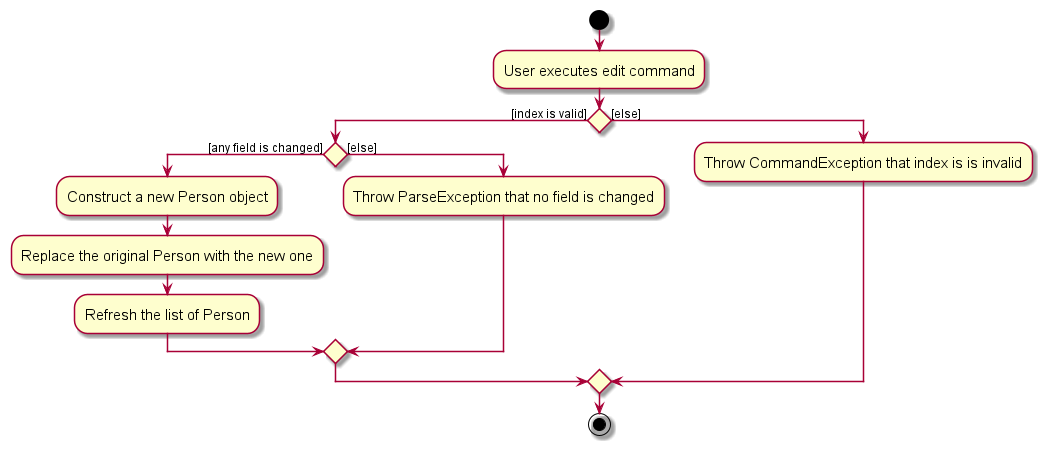 User executes edit command
[index is valid]
[else]
[any field is changed]
[else]
Throw CommandException that index is is invalid
Construct a new Person object
Throw ParseException that no field is changed
Replace the original Person with the new one
Refresh the list of Person